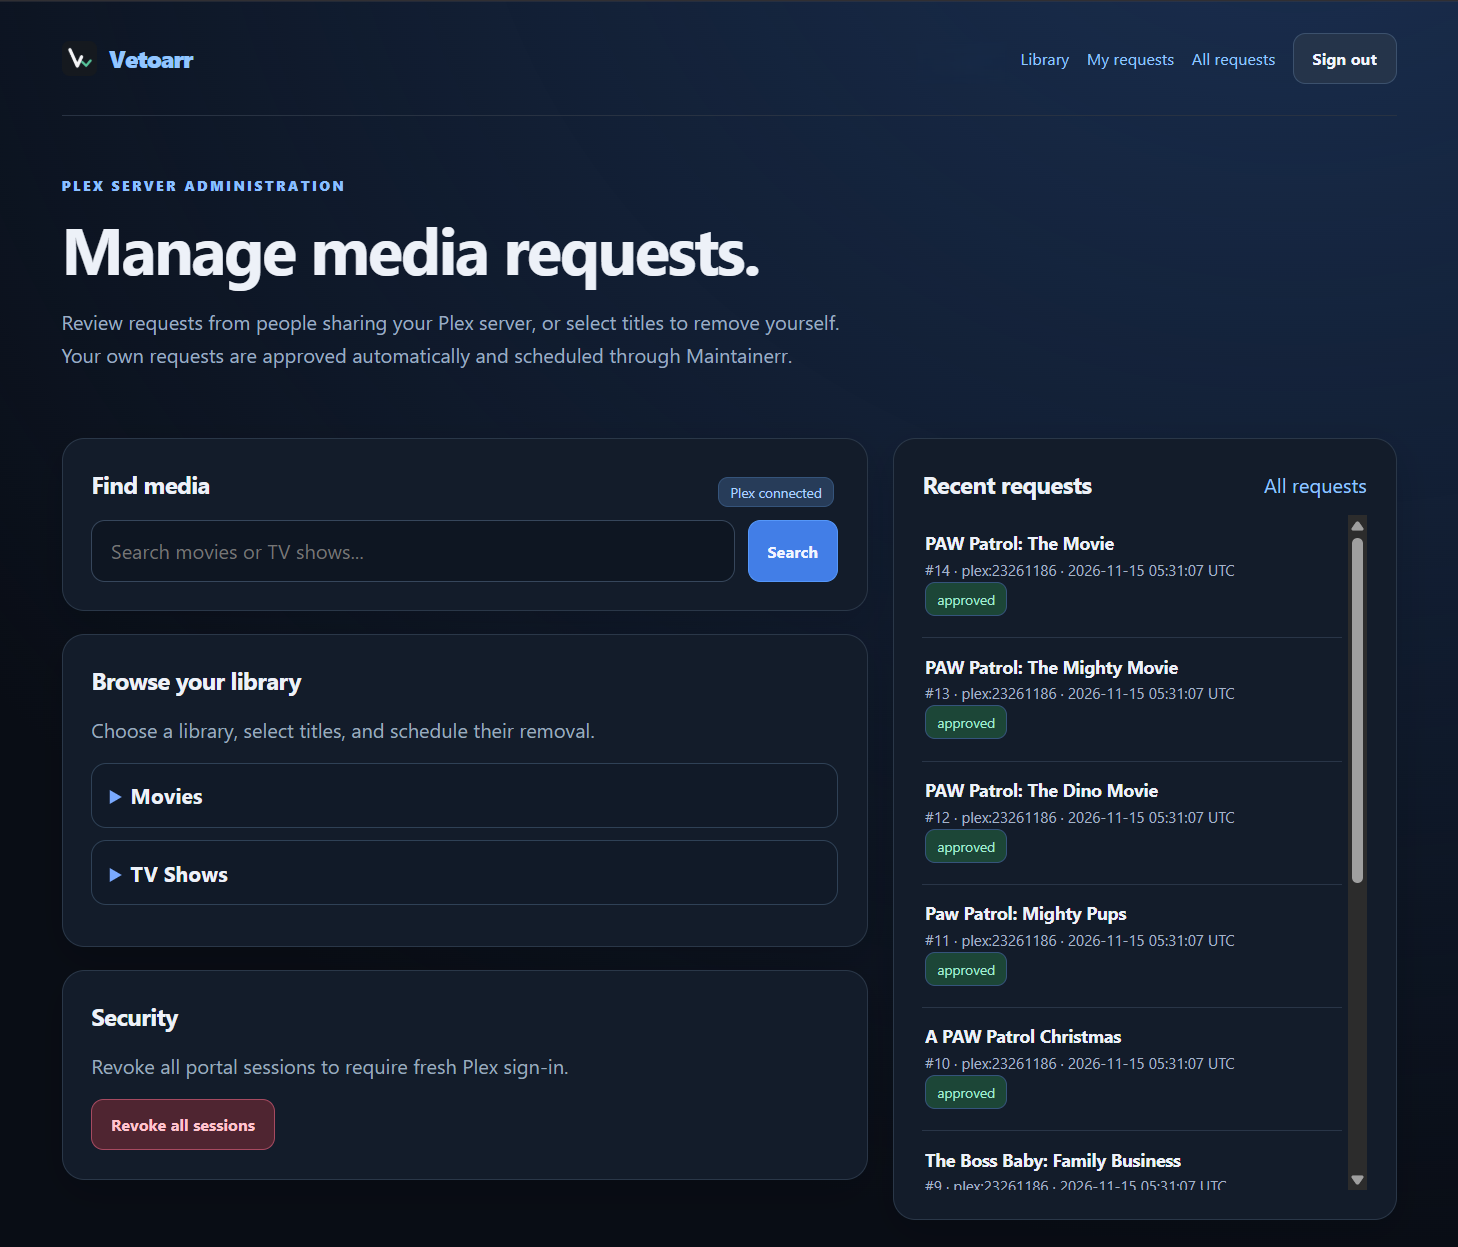 Vetoarr
Library
My requests
All requests
Sign out
PLEX SERVER ADMINISTRATION
Manage media requests.
Review requests from people sharing your Plex server, or select titles to remove yourself.
Your own requests are approved automatically and scheduled through Maintainerr.
Find media
Plex connected
Search movies or TV shows...
Search
Browse your library
Choose a library, select titles, and schedule their removal.
Movies
TV Shows
Security
Revoke all portal sessions to require fresh Plex sign-in.
Revoke all sessions
Recent requests
All requests
PAW Patrol: The Movie
#14 · plex:23261186 · 2026-11-15 05:31:07 UTC
approved
PAW Patrol: The Mighty Movie
#13 · plex:23261186 · 2026-11-15 05:31:07 UTC
approved
PAW Patrol: The Dino Movie
#12 · plex:23261186 · 2026-11-15 05:31:07 UTC
approved
Paw Patrol: Mighty Pups
#11 · plex:23261186 · 2026-11-15 05:31:07 UTC
approved
A PAW Patrol Christmas
#10 · plex:23261186 · 2026-11-15 05:31:07 UTC
approved
The Boss Baby: Family Business
#9 · plex:23261186 · 2026-11-15 05:31:07 UTC